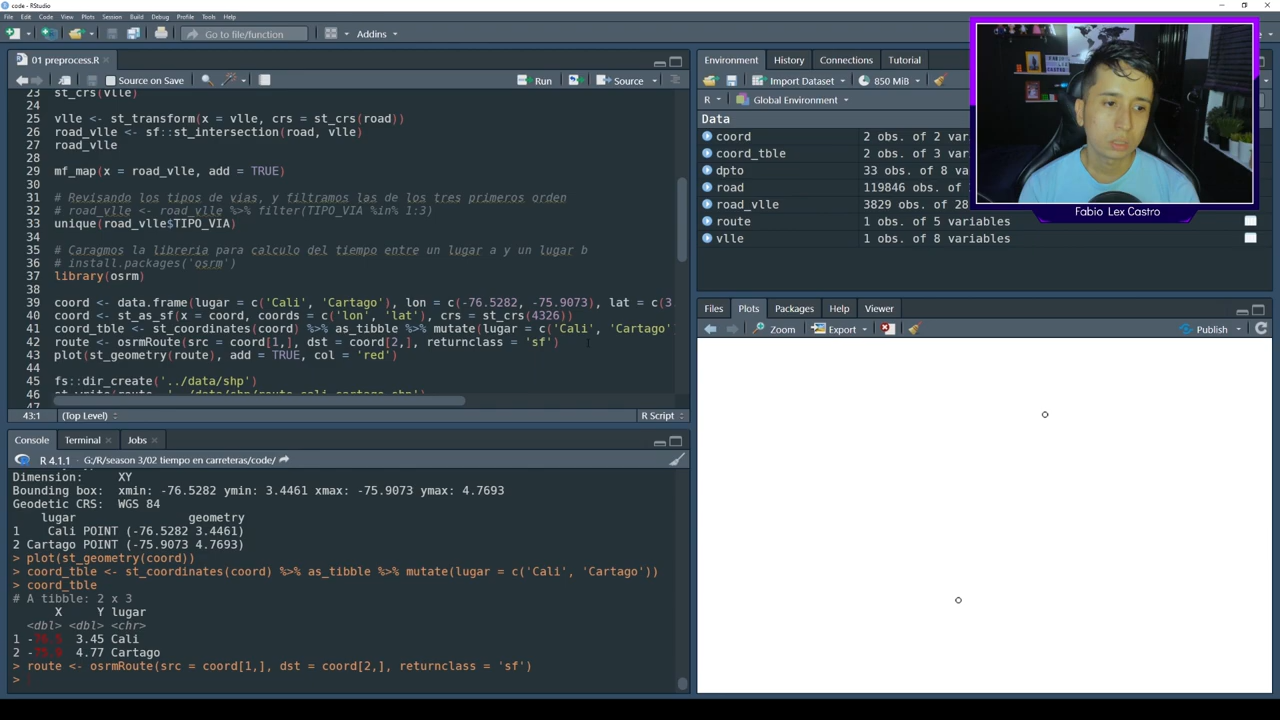 code - RStudio
File Edit Code View Plots Session Build Debug Profile Tools Help
Go to file/function
Addins
01 preprocess.R
Source on Save
Run
Source
23 st_crs(vlle)
24
25 vlle <- st_transform(x = vlle, crs = st_crs(road))
26 road_vlle <- sf::st_intersection(road, vlle)
27 road_vlle
28
29 mf_map(x = road_vlle, add = TRUE)
30
31 # Revisando los tipos de vias, y filtramos las de los tres primeros orden
32 # road_vlle <- road_vlle %>% filter(TIPO_VIA %in% 1:3)
33 unique(road_vlle$TIPO_VIA)
34
35 # Caragmos la libreria para calculo del tiempo entre un lugar a y un lugar b
36 # install.packages('osrm')
37 library(osrm)
38
39 coord <- data.frame(lugar = c('Cali', 'Cartago'), lon = c(-76.5282, -75.9073), lat = c(3.
40 coord <- st_as_sf(x = coord, coords = c('lon', 'lat'), crs = st_crs(4326))
41 coord_tble <- st_coordinates(coord) %>% as_tibble %>% mutate(lugar = c('Cali', 'Cartago'
42 route <- osrmRoute(src = coord[1,], dst = coord[2,], returnclass = 'sf')
43 plot(st_geometry(route), add = TRUE, col = 'red')
44
45 fs::dir_create('../data/shp')
46 st_write(route, '../data/shp/route_cali_cartago.shp')
47
43:1 (Top Level) R Script
Console Terminal Jobs
R 4.1.1 · G:/R/season 3/02 tiempo en carreteras/code/
Dimension: XY
Bounding box: xmin: -76.5282 ymin: 3.4461 xmax: -75.9073 ymax: 4.7693
Geodetic CRS: WGS 84
lugar geometry
1 Cali POINT (-76.5282 3.4461)
2 Cartago POINT (-75.9073 4.7693)
> plot(st_geometry(coord))
> coord_tble <- st_coordinates(coord) %>% as_tibble %>% mutate(lugar = c('Cali', 'Cartago'))
> coord_tble
# A tibble: 2 x 3
X Y lugar
<dbl> <dbl> <chr>
1 -76.5 3.45 Cali
2 -75.9 4.77 Cartago
> route <- osrmRoute(src = coord[1,], dst = coord[2,], returnclass = 'sf')
>
Environment History Connections Tutorial
Import Dataset 850 MiB
R Global Environment
Data
coord 2 obs. of 2 vari
coord_tble 2 obs. of 3 vari
dpto 33 obs. of 8 va
road 119846 obs. of
road_vlle 3829 obs. of 28
route 1 obs. of 5 variables
vlle 1 obs. of 8 variables
Fabio Lex Castro
Files Plots Packages Help Viewer
Zoom Export Publish